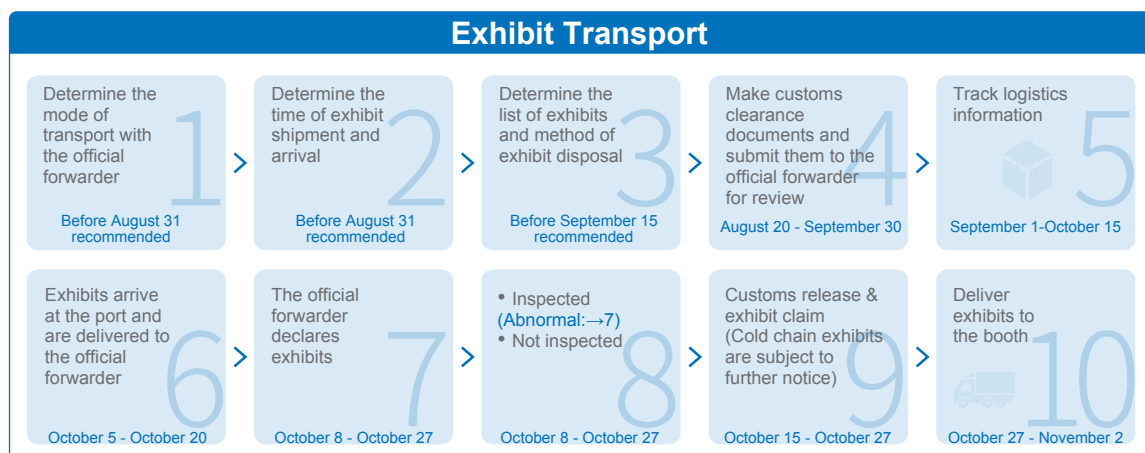 Exhibit Transport
Determine the
mode of
transport with
the official
forwarder
1
Before August 31
recommended
Determine the
time of exhibit
shipment and
arrival
2
Before August 31
recommended
Determine the
list of exhibits
and method of
exhibit disposal
3
Before September 15
recommended
Make customs
clearance
documents and
submit them to the
official forwarder
for review
4
August 20 - September 30
Track logistics
information
5
September 1-October 15
Exhibits arrive
at the port and
are delivered to
the official
forwarder
6
October 5 - October 20
The official
forwarder
declares
exhibits
7
October 8 - October 27
• Inspected
(Abnormal:→7)
• Not inspected
8
October 8 - October 27
Customs release &
exhibit claim
(Cold chain exhibits
are subject to
further notice)
9
October 15 - October 27
Deliver
exhibits to
the booth
10
October 27 - November 2